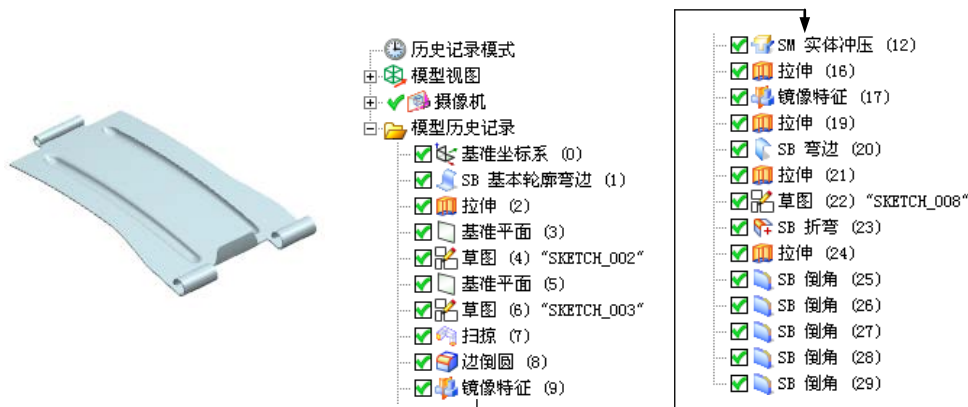 历史记录模式
模型视图
摄像机
模型历史记录
基准坐标系 (0)
SB 基本轮廓弯边 (1)
拉伸 (2)
基准平面 (3)
草图 (4) "SKETCH_002"
基准平面 (5)
草图 (6) "SKETCH_003"
扫掠 (7)
边倒圆 (8)
镜像特征 (9)
SM 实体冲压 (12)
拉伸 (16)
镜像特征 (17)
拉伸 (19)
SB 弯边 (20)
拉伸 (21)
草图 (22) "SKETCH_008"
SB 折弯 (23)
拉伸 (24)
SB 倒角 (25)
SB 倒角 (26)
SB 倒角 (27)
SB 倒角 (28)
SB 倒角 (29)